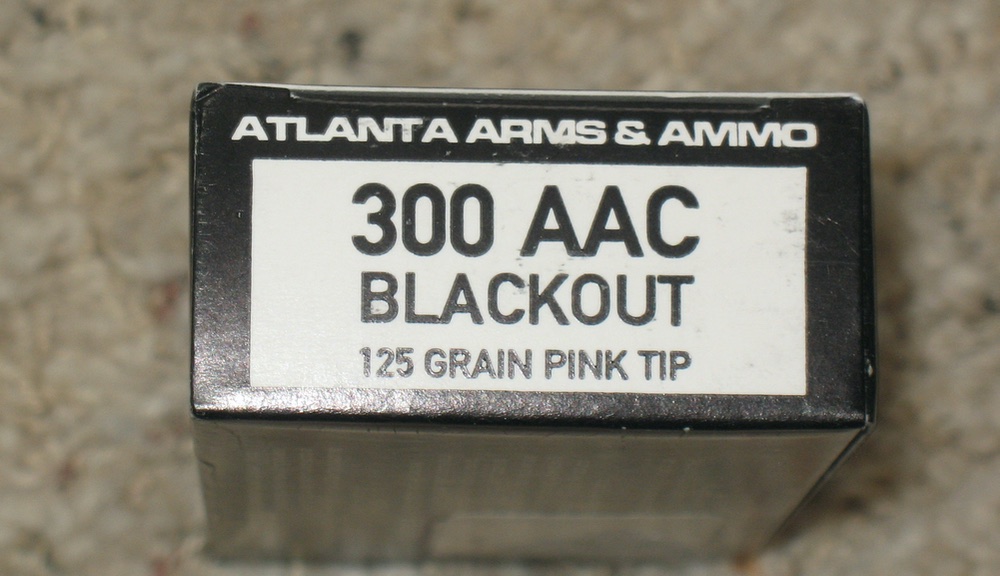 ATLANTA ARMS & AMMO
300 AAC
BLACKOUT
125 GRAIN PINK TIP